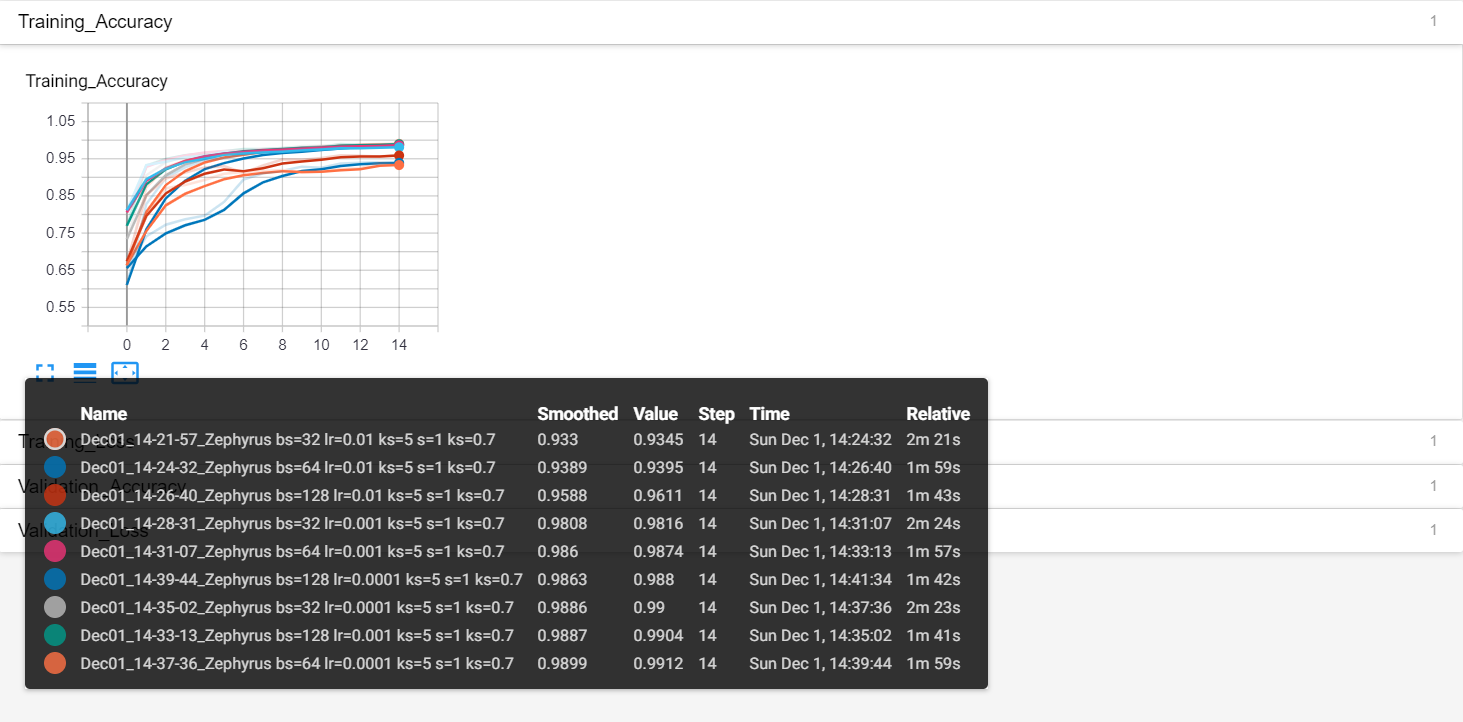 Training_Accuracy 1
Training_Accuracy
1.05
0.95
0.85
0.75
0.65
0.55
0 2 4 6 8 10 12 14
Name Smoothed Value Step Time Relative
Dec01_14-21-57_Zephyrus bs=32 lr=0.01 ks=5 s=1 ks=0.7 0.933 0.9345 14 Sun Dec 1, 14:24:32 2m 21s
Training_Loss 1
Dec01_14-24-32_Zephyrus bs=64 lr=0.01 ks=5 s=1 ks=0.7 0.9389 0.9395 14 Sun Dec 1, 14:26:40 1m 59s
Validation_Accuracy 1
Dec01_14-26-40_Zephyrus bs=128 lr=0.01 ks=5 s=1 ks=0.7 0.9588 0.9611 14 Sun Dec 1, 14:28:31 1m 43s
Dec01_14-28-31_Zephyrus bs=32 lr=0.001 ks=5 s=1 ks=0.7 0.9808 0.9816 14 Sun Dec 1, 14:31:07 2m 24s
Validation_Loss 1
Dec01_14-31-07_Zephyrus bs=64 lr=0.001 ks=5 s=1 ks=0.7 0.986 0.9874 14 Sun Dec 1, 14:33:13 1m 57s
Dec01_14-39-44_Zephyrus bs=128 lr=0.0001 ks=5 s=1 ks=0.7 0.9863 0.988 14 Sun Dec 1, 14:41:34 1m 42s
Dec01_14-35-02_Zephyrus bs=32 lr=0.0001 ks=5 s=1 ks=0.7 0.9886 0.99 14 Sun Dec 1, 14:37:36 2m 23s
Dec01_14-33-13_Zephyrus bs=128 lr=0.001 ks=5 s=1 ks=0.7 0.9887 0.9904 14 Sun Dec 1, 14:35:02 1m 41s
Dec01_14-37-36_Zephyrus bs=64 lr=0.0001 ks=5 s=1 ks=0.7 0.9899 0.9912 14 Sun Dec 1, 14:39:44 1m 59s